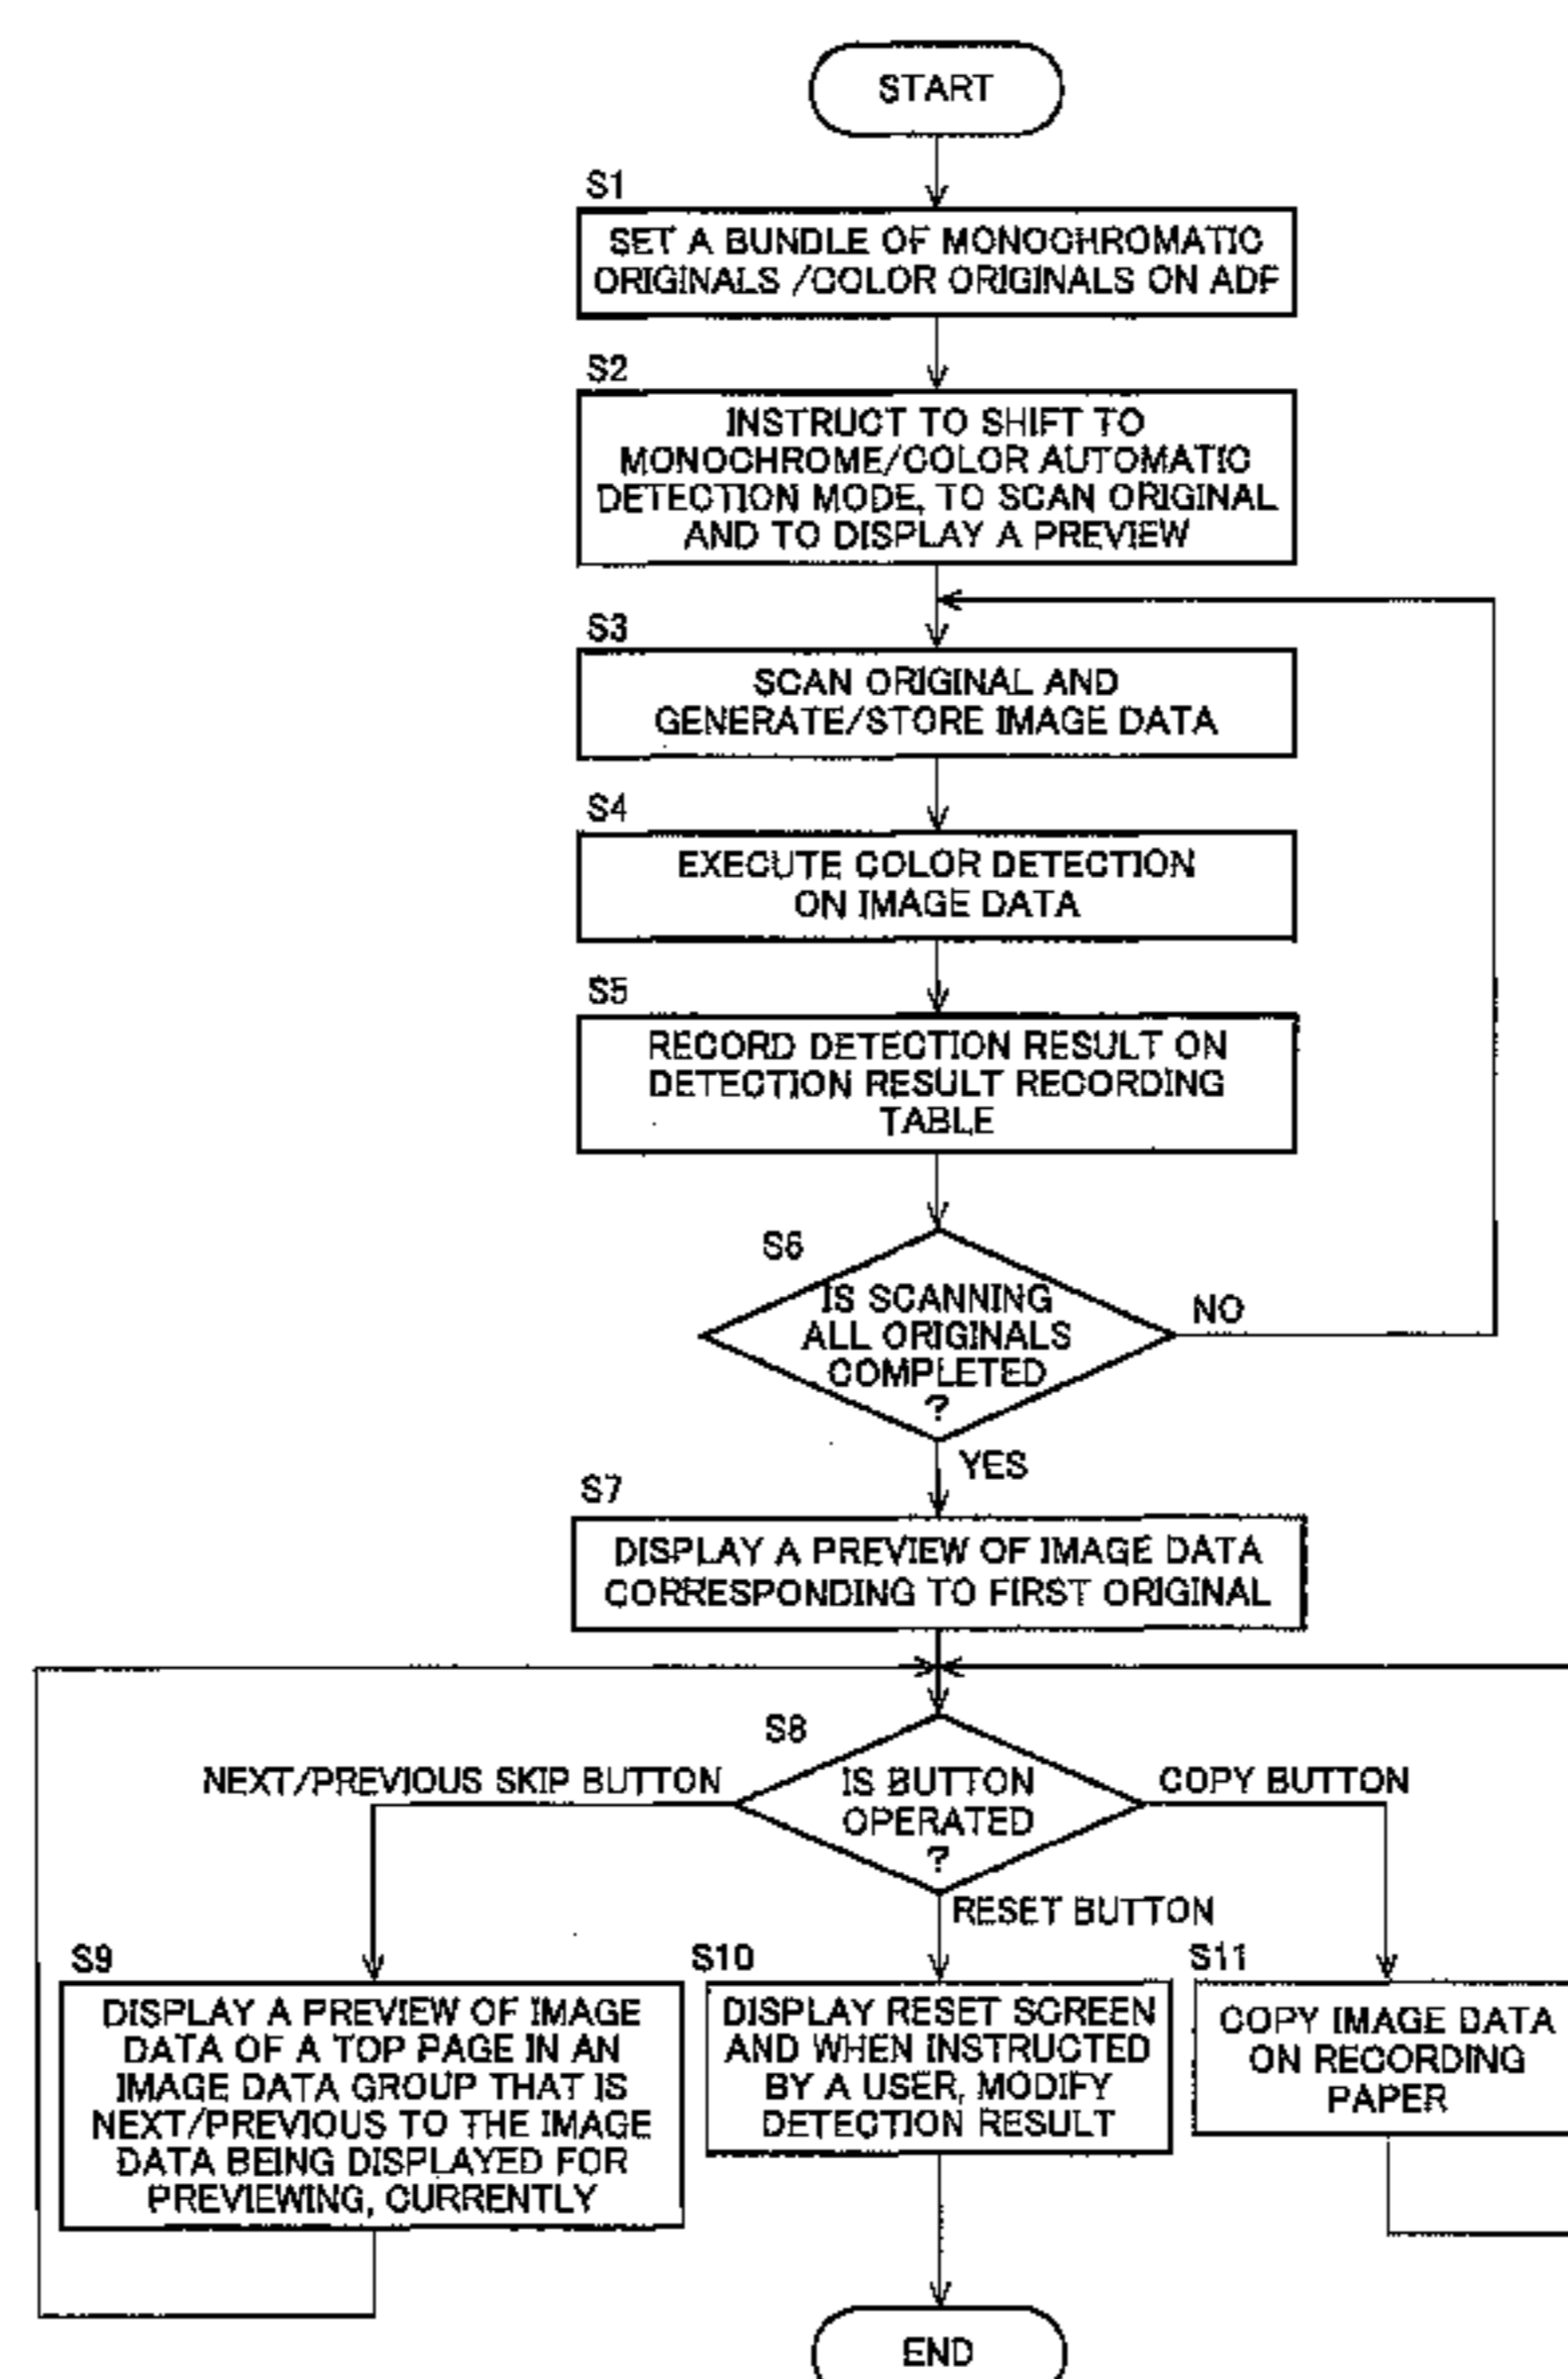 START
S1
SET A BUNDLE OF MONOCHROMATIC
ORIGINALS /COLOR ORIGINALS ON ADF
S2
INSTRUCT TO SHIFT TO
MONOCHROME/COLOR AUTOMATIC
DETECTION MODE, TO SCAN ORIGINAL
AND TO DISPLAY A PREVIEW
S3
SCAN ORIGINAL AND
GENERATE/STORE IMAGE DATA
S4
EXECUTE COLOR DETECTION
ON IMAGE DATA
S5
RECORD DETECTION RESULT ON
DETECTION RESULT RECORDING
TABLE
S6
IS SCANNING
ALL ORIGINALS
COMPLETED
?
NO
YES
S7
DISPLAY A PREVIEW OF IMAGE DATA
CORRESPONDING TO FIRST ORIGINAL
S8
IS BUTTON
OPERATED
?
NEXT/PREVIOUS SKIP BUTTON
COPY BUTTON
RESET BUTTON
S9
DISPLAY A PREVIEW OF IMAGE
DATA OF A TOP PAGE IN AN
IMAGE DATA GROUP THAT IS
NEXT/PREVIOUS TO THE IMAGE
DATA BEING DISPLAYED FOR
PREVIEWING, CURRENTLY
S10
DISPLAY RESET SCREEN
AND WHEN INSTRUCTED
BY A USER, MODIFY
DETECTION RESULT
S11
COPY IMAGE DATA
ON RECORDING
PAPER
END